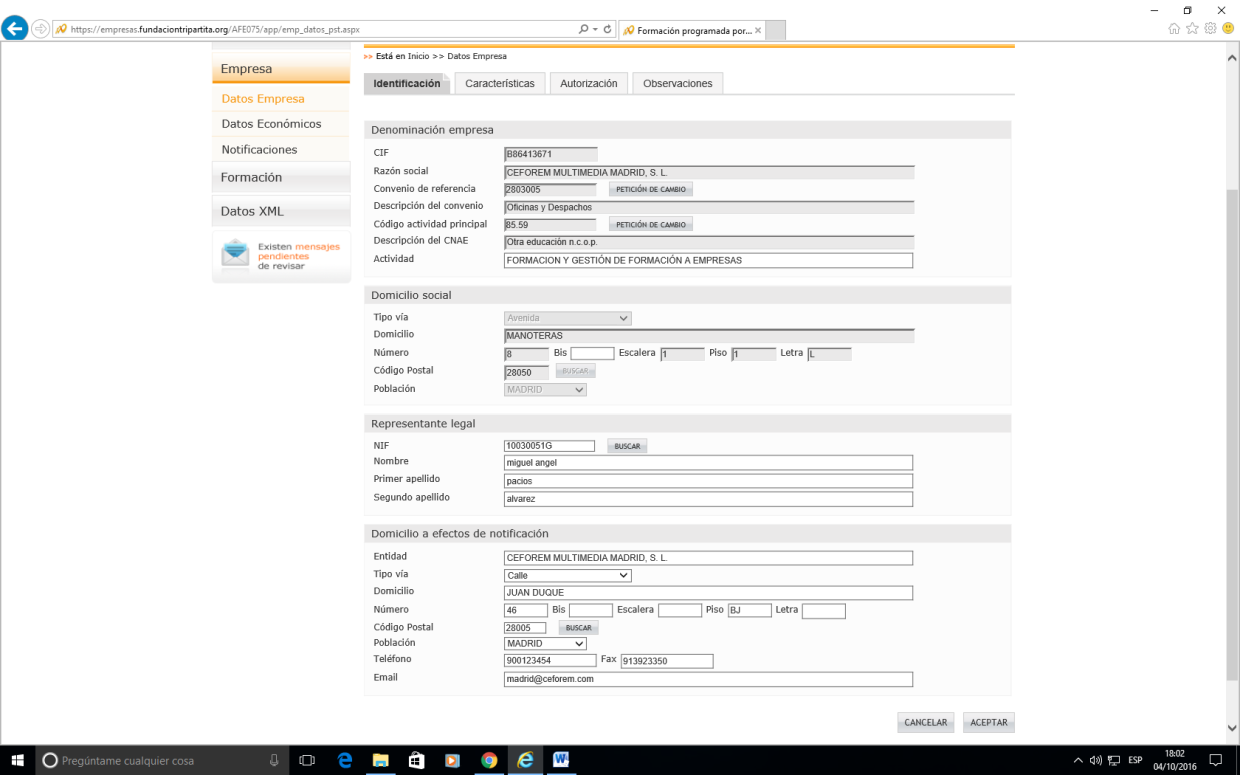 https://empresas.fundaciontripartita.org/AFE075/app/emp_datos_pst.aspx
Formación programada por...
Empresa
Datos Empresa
Datos Económicos
Notificaciones
Formación
Datos XML
Existen mensajes
pendientes
de revisar
>> Está en Inicio >> Datos Empresa
Identificación Características Autorización Observaciones
Denominación empresa
CIF B86413671
Razón social CEFOREM MULTIMEDIA MADRID, S. L.
Convenio de referencia 2803005 PETICIÓN DE CAMBIO
Descripción del convenio Oficinas y Despachos
Código actividad principal 85.59 PETICIÓN DE CAMBIO
Descripción del CNAE Otra educación n.c.o.p.
Actividad FORMACION Y GESTIÓN DE FORMACIÓN A EMPRESAS
Domicilio social
Tipo vía Avenida
Domicilio MANOTERAS
Número 8 Bis Escalera 1 Piso 1 Letra L
Código Postal 28050 BUSCAR
Población MADRID
Representante legal
NIF 10030051G BUSCAR
Nombre miguel angel
Primer apellido pacios
Segundo apellido alvarez
Domicilio a efectos de notificación
Entidad CEFOREM MULTIMEDIA MADRID, S. L.
Tipo vía Calle
Domicilio JUAN DUQUE
Número 46 Bis Escalera Piso BJ Letra
Código Postal 28005 BUSCAR
Población MADRID
Teléfono 900123454 Fax 913923350
Email madrid@ceforem.com
CANCELAR ACEPTAR
Pregúntame cualquier cosa
ESP
18:02
04/10/2016